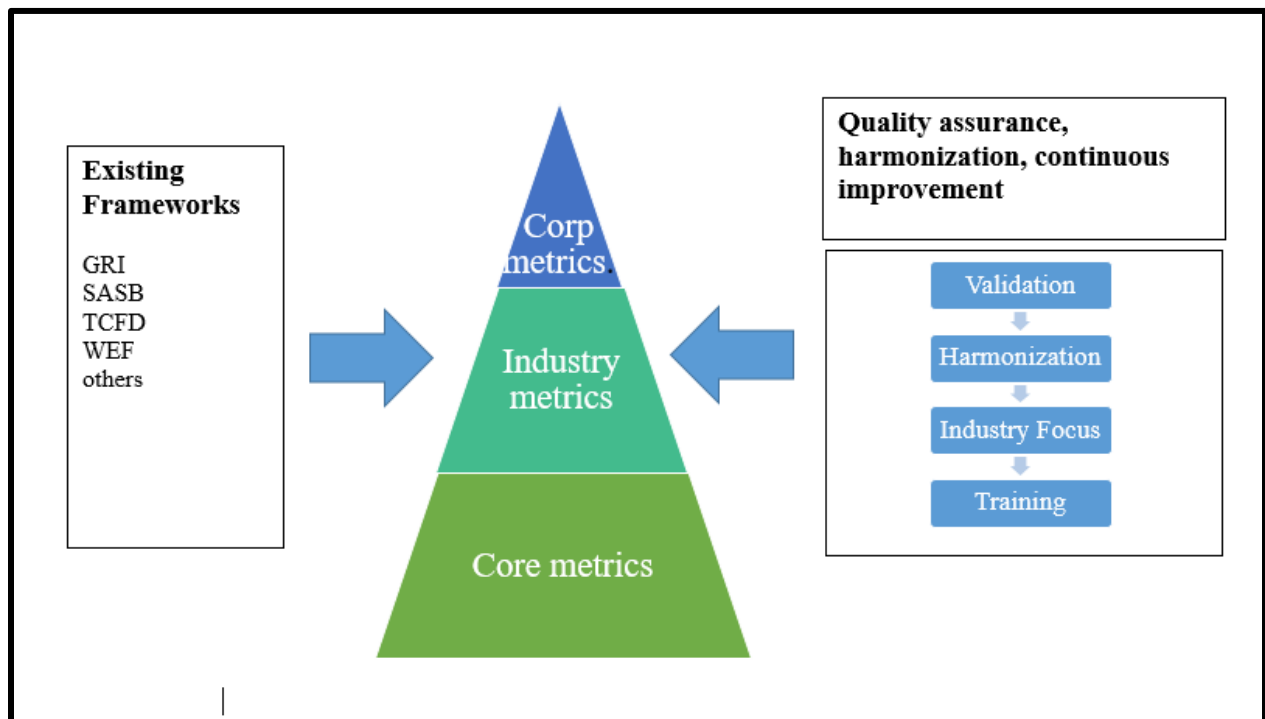 Existing
Frameworks
GRI
SASB
TCFD
WEF
others
Corp
metrics.
Industry
metrics
Core metrics
Quality assurance,
harmonization, continuous
improvement
Validation
Harmonization
Industry Focus
Training